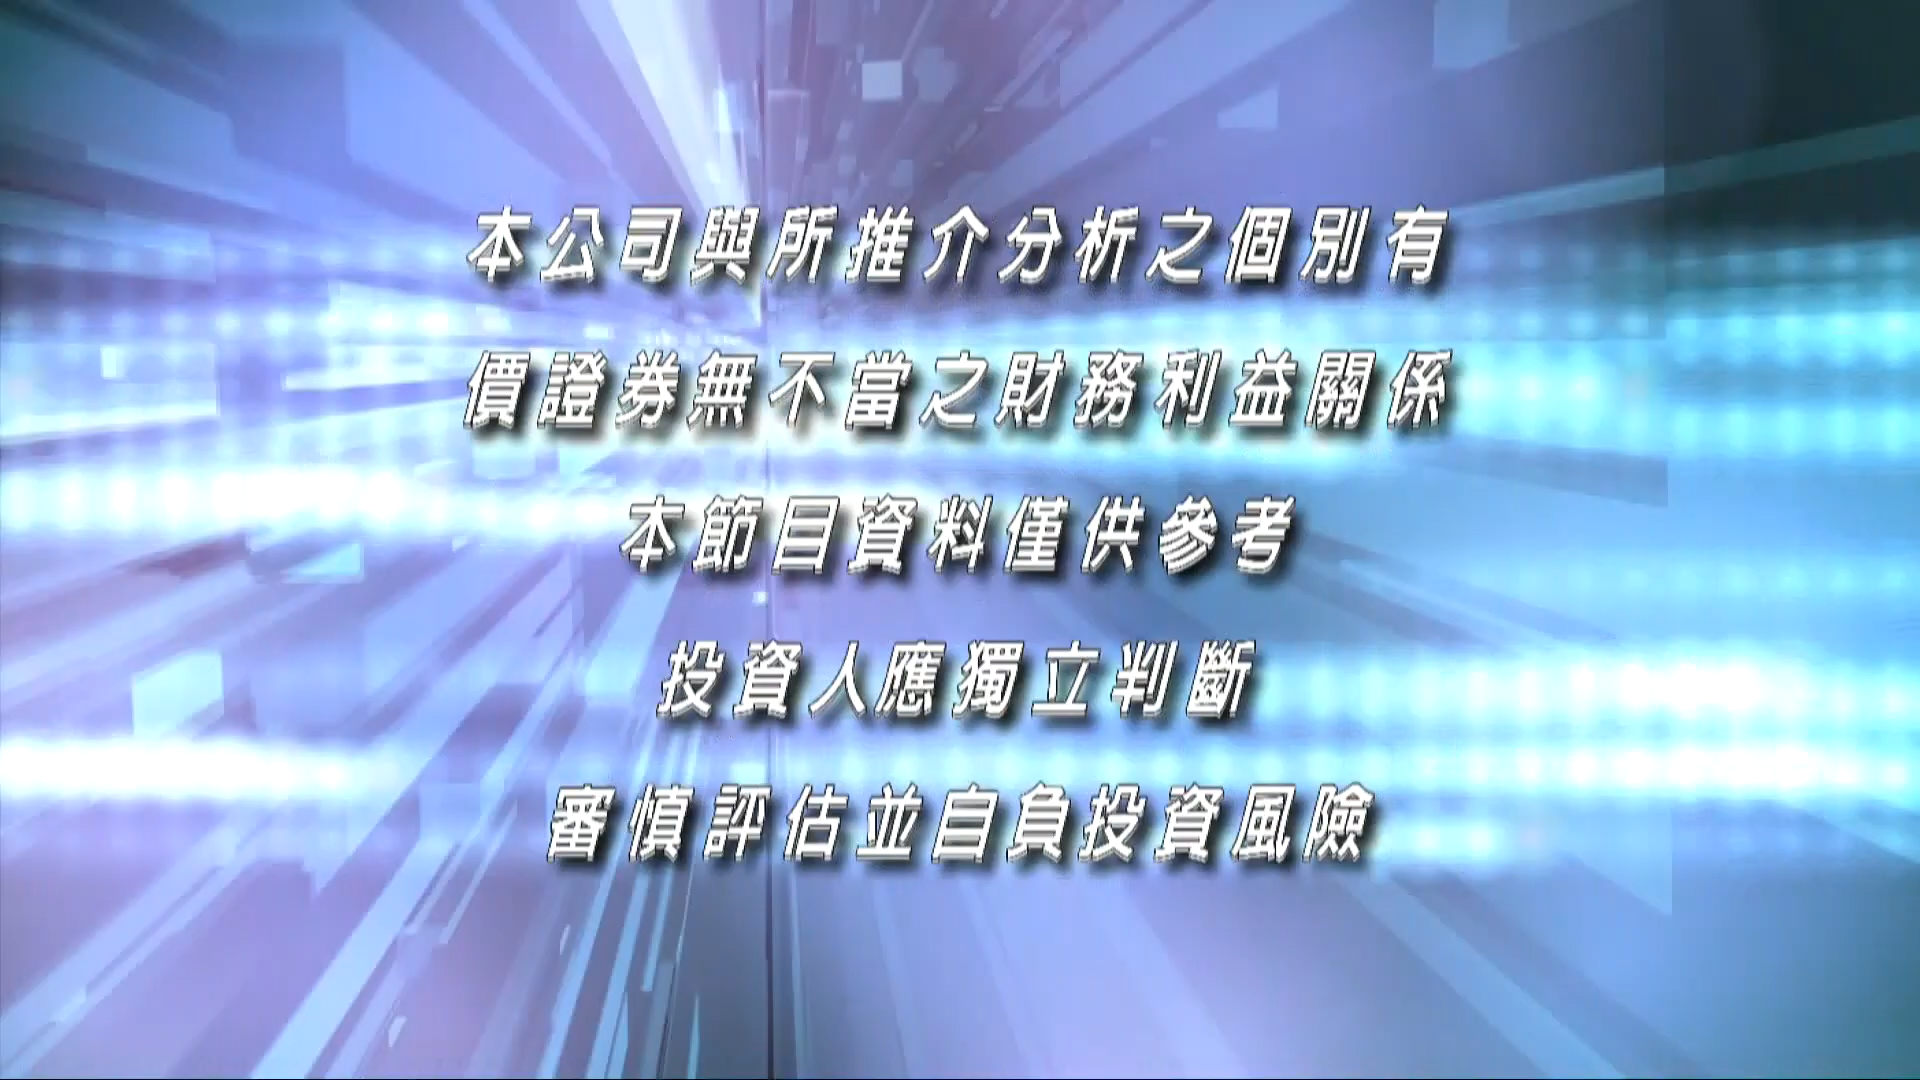 本公司與所推介分析之個別有
價證券無不當之財務利益關係
本節目資料僅供參考
投資人應獨立判斷
審慎評估並自負投資風險